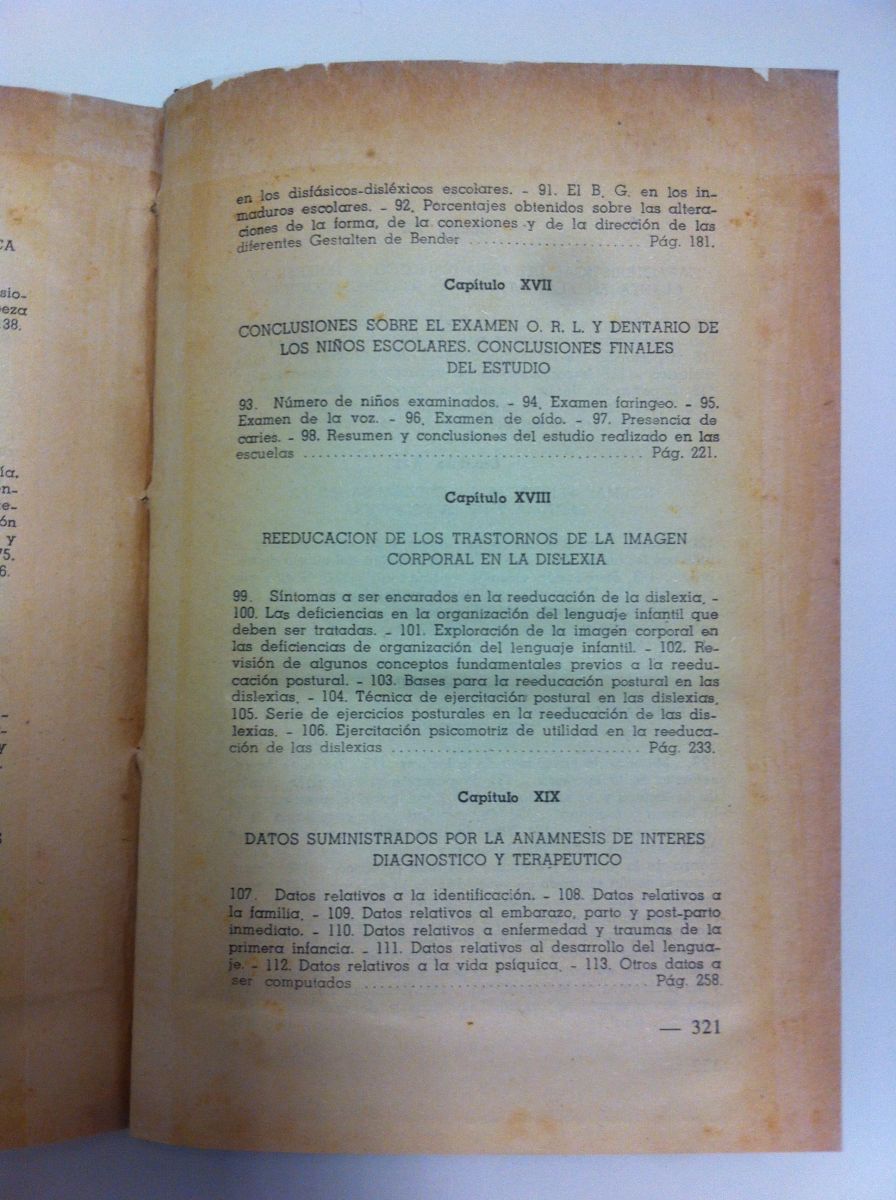 CA
sio-
eza
38.
ía.
en-
e-
ón
y
75.
6.
y
en los disfásicos-disléxicos escolares. - 91. El B. G. en los in-
maduros escolares. - 92. Porcentajes obtenidos sobre las altera-
ciones de la forma, de la conexiones y de la dirección de las
diferentes Gestalten de Bender ....................... Pág. 181.
Capítulo XVII
CONCLUSIONES SOBRE EL EXAMEN O. R. L. Y DENTARIO DE
LOS NIÑOS ESCOLARES. CONCLUSIONES FINALES
DEL ESTUDIO
93. Número de niños examinados. - 94. Examen faríngeo. - 95.
Examen de la voz. - 96. Examen de oído. - 97. Presencia de
caries. - 98. Resumen y conclusiones del estudio realizado en las
escuelas ............................................. Pág. 221.
Capítulo XVIII
REEDUCACION DE LOS TRASTORNOS DE LA IMAGEN
CORPORAL EN LA DISLEXIA
99. Síntomas a ser encarados en la reeducación de la dislexia. -
100. Las deficiencias en la organización del lenguaje infantil que
deben ser tratadas. - 101. Exploración de la imagen corporal en
las deficiencias de organización del lenguaje infantil. - 102. Re-
visión de algunos conceptos fundamentales previos a la reedu-
cación postural. - 103. Bases para la reeducación postural en las
dislexias. - 104. Técnica de ejercitación postural en las dislexias.
105. Serie de ejercicios posturales en la reeducación de las dis-
lexias. - 106. Ejercitación psicomotriz de utilidad en la reeduca-
ción de las dislexias ................................. Pág. 233.
Capítulo XIX
DATOS SUMINISTRADOS POR LA ANAMNESIS DE INTERES
DIAGNOSTICO Y TERAPEUTICO
107. Datos relativos a la identificación. - 108. Datos relativos a
la familia. - 109. Datos relativos al embarazo, parto y post-parto
inmediato. - 110. Datos relativos a enfermedad y traumas de la
primera infancia. - 111. Datos relativos al desarrollo del lengua-
je. - 112. Datos relativos a la vida psíquica. - 113. Otros datos a
ser computados ...................................... Pág. 258.
— 321